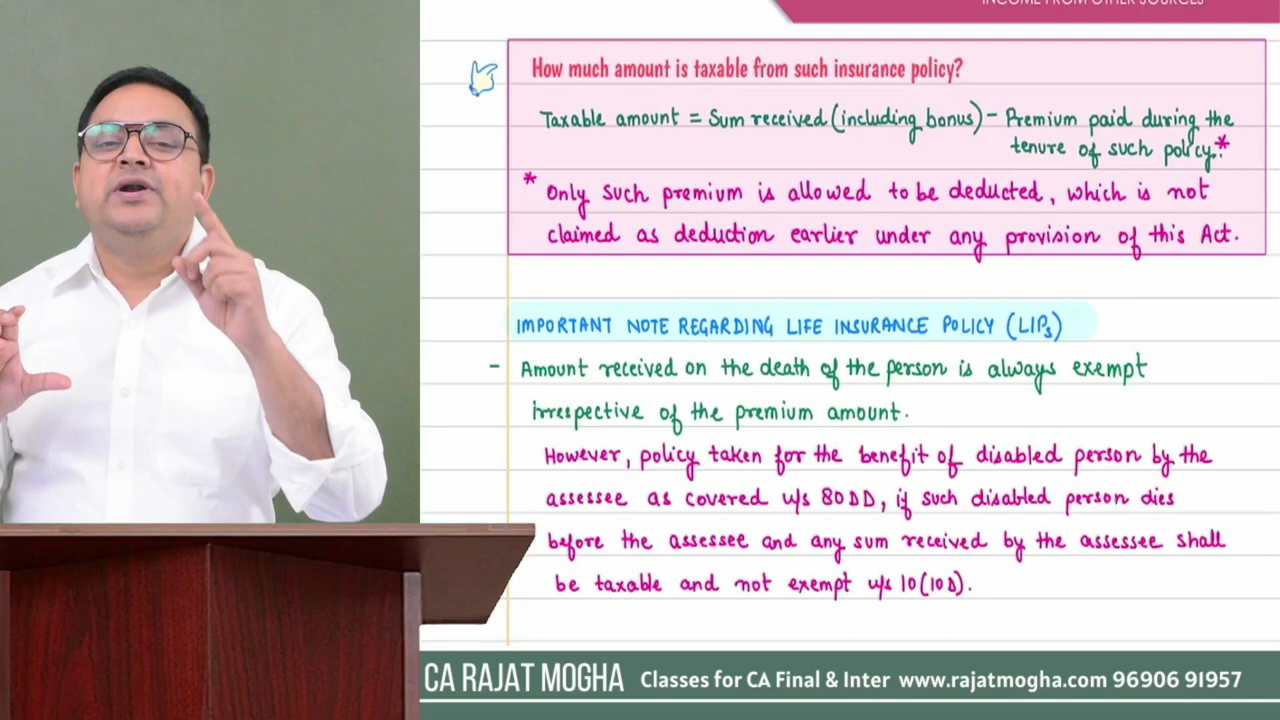 INCOME FROM OTHER SOURCES
How much amount is taxable from such insurance policy?
Taxable amount = Sum received (including bonus) - Premium paid during the
tenure of such policy.*
* Only such premium is allowed to be deducted, which is not
claimed as deduction earlier under any provision of this Act.
IMPORTANT NOTE REGARDING LIFE INSURANCE POLICY (LIPs)
- Amount received on the death of the person is always exempt
irrespective of the premium amount.
However, policy taken for the benefit of disabled person by the
assessee as covered u/s 80DD, if such disabled person dies
before the assessee and any sum received by the assessee shall
be taxable and not exempt u/s 10(10D).
CA RAJAT MOGHA Classes for CA Final & Inter www.rajatmogha.com 96906 91957